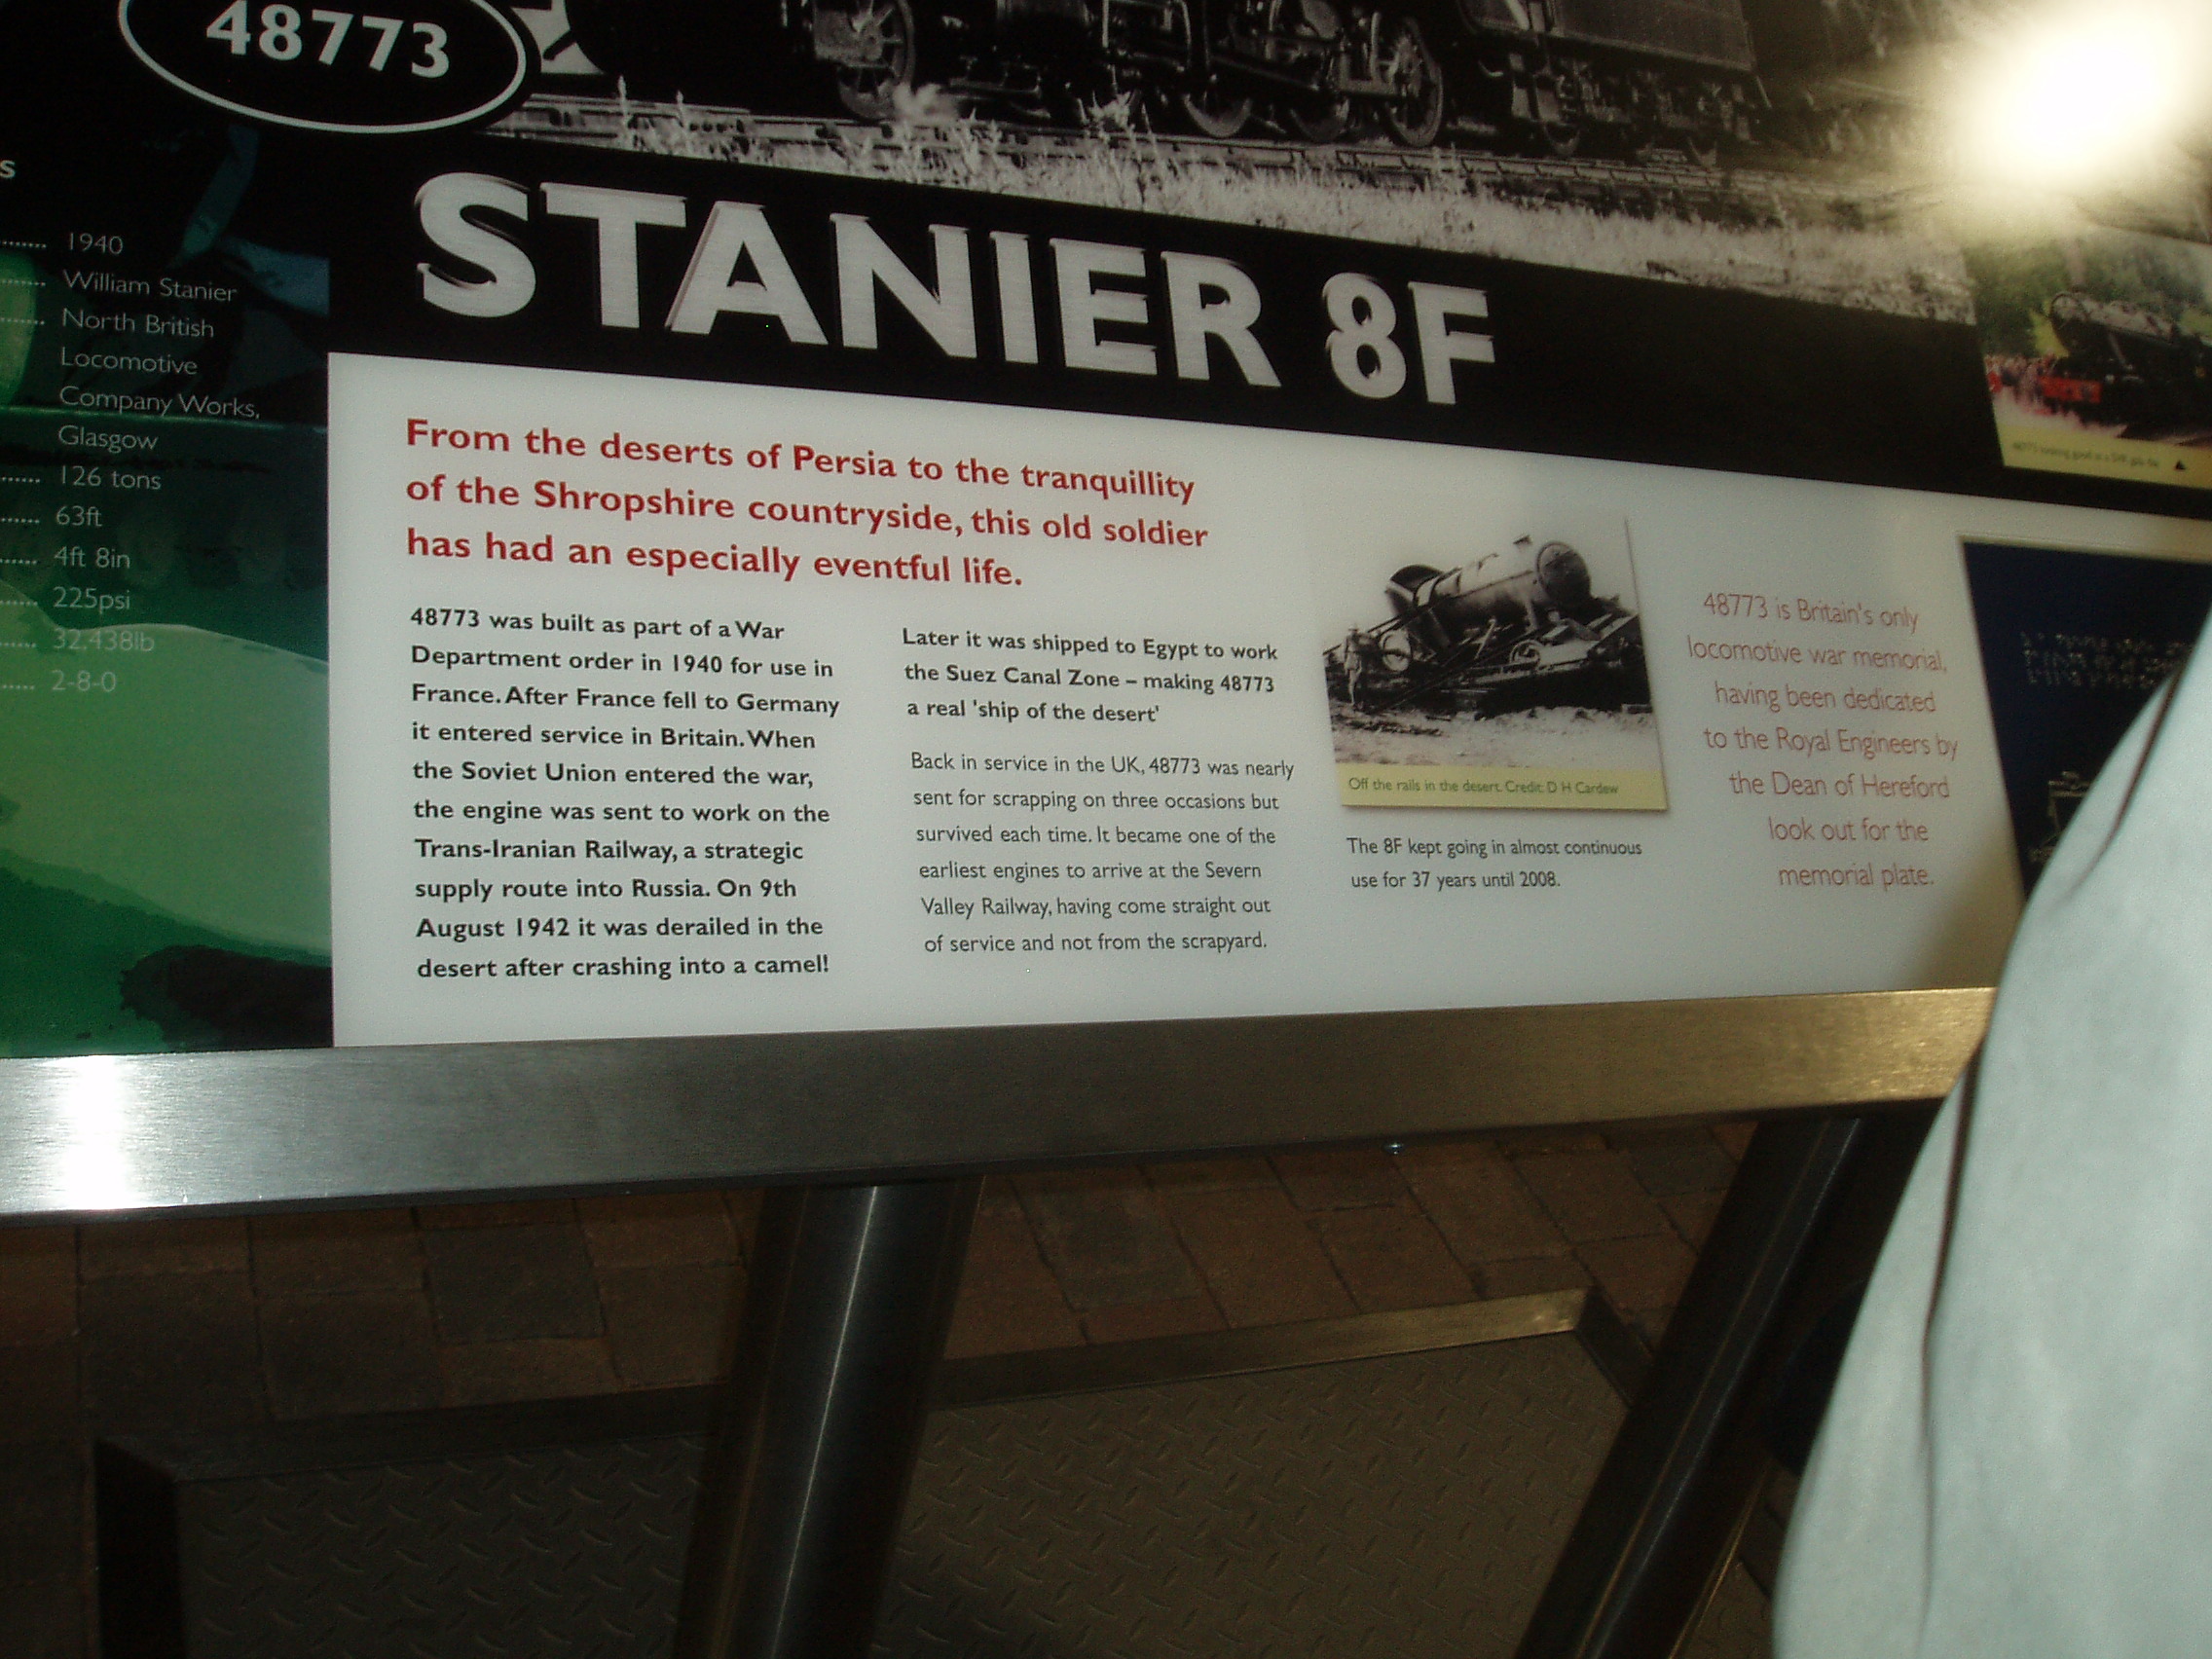 48773
s
........ 1940
........ William Stanier
........ North British
Locomotive
Company Works,
Glasgow
....... 126 tons
....... 63ft
....... 4ft 8in
....... 225psi
...... 32,438lb
..... 2-8-0
STANIER 8F
From the deserts of Persia to the tranquillity
of the Shropshire countryside, this old soldier
has had an especially eventful life.
48773 was built as part of a War
Department order in 1940 for use in
France. After France fell to Germany
it entered service in Britain. When
the Soviet Union entered the war,
the engine was sent to work on the
Trans-Iranian Railway, a strategic
supply route into Russia. On 9th
August 1942 it was derailed in the
desert after crashing into a camel!
Later it was shipped to Egypt to work
the Suez Canal Zone – making 48773
a real 'ship of the desert'
Back in service in the UK, 48773 was nearly
sent for scrapping on three occasions but
survived each time. It became one of the
earliest engines to arrive at the Severn
Valley Railway, having come straight out
of service and not from the scrapyard.
Off the rails in the desert. Credit: D H Cardew
The 8F kept going in almost continuous
use for 37 years until 2008.
48773 is Britain's only
locomotive war memorial,
having been dedicated
to the Royal Engineers by
the Dean of Hereford
look out for the
memorial plate.